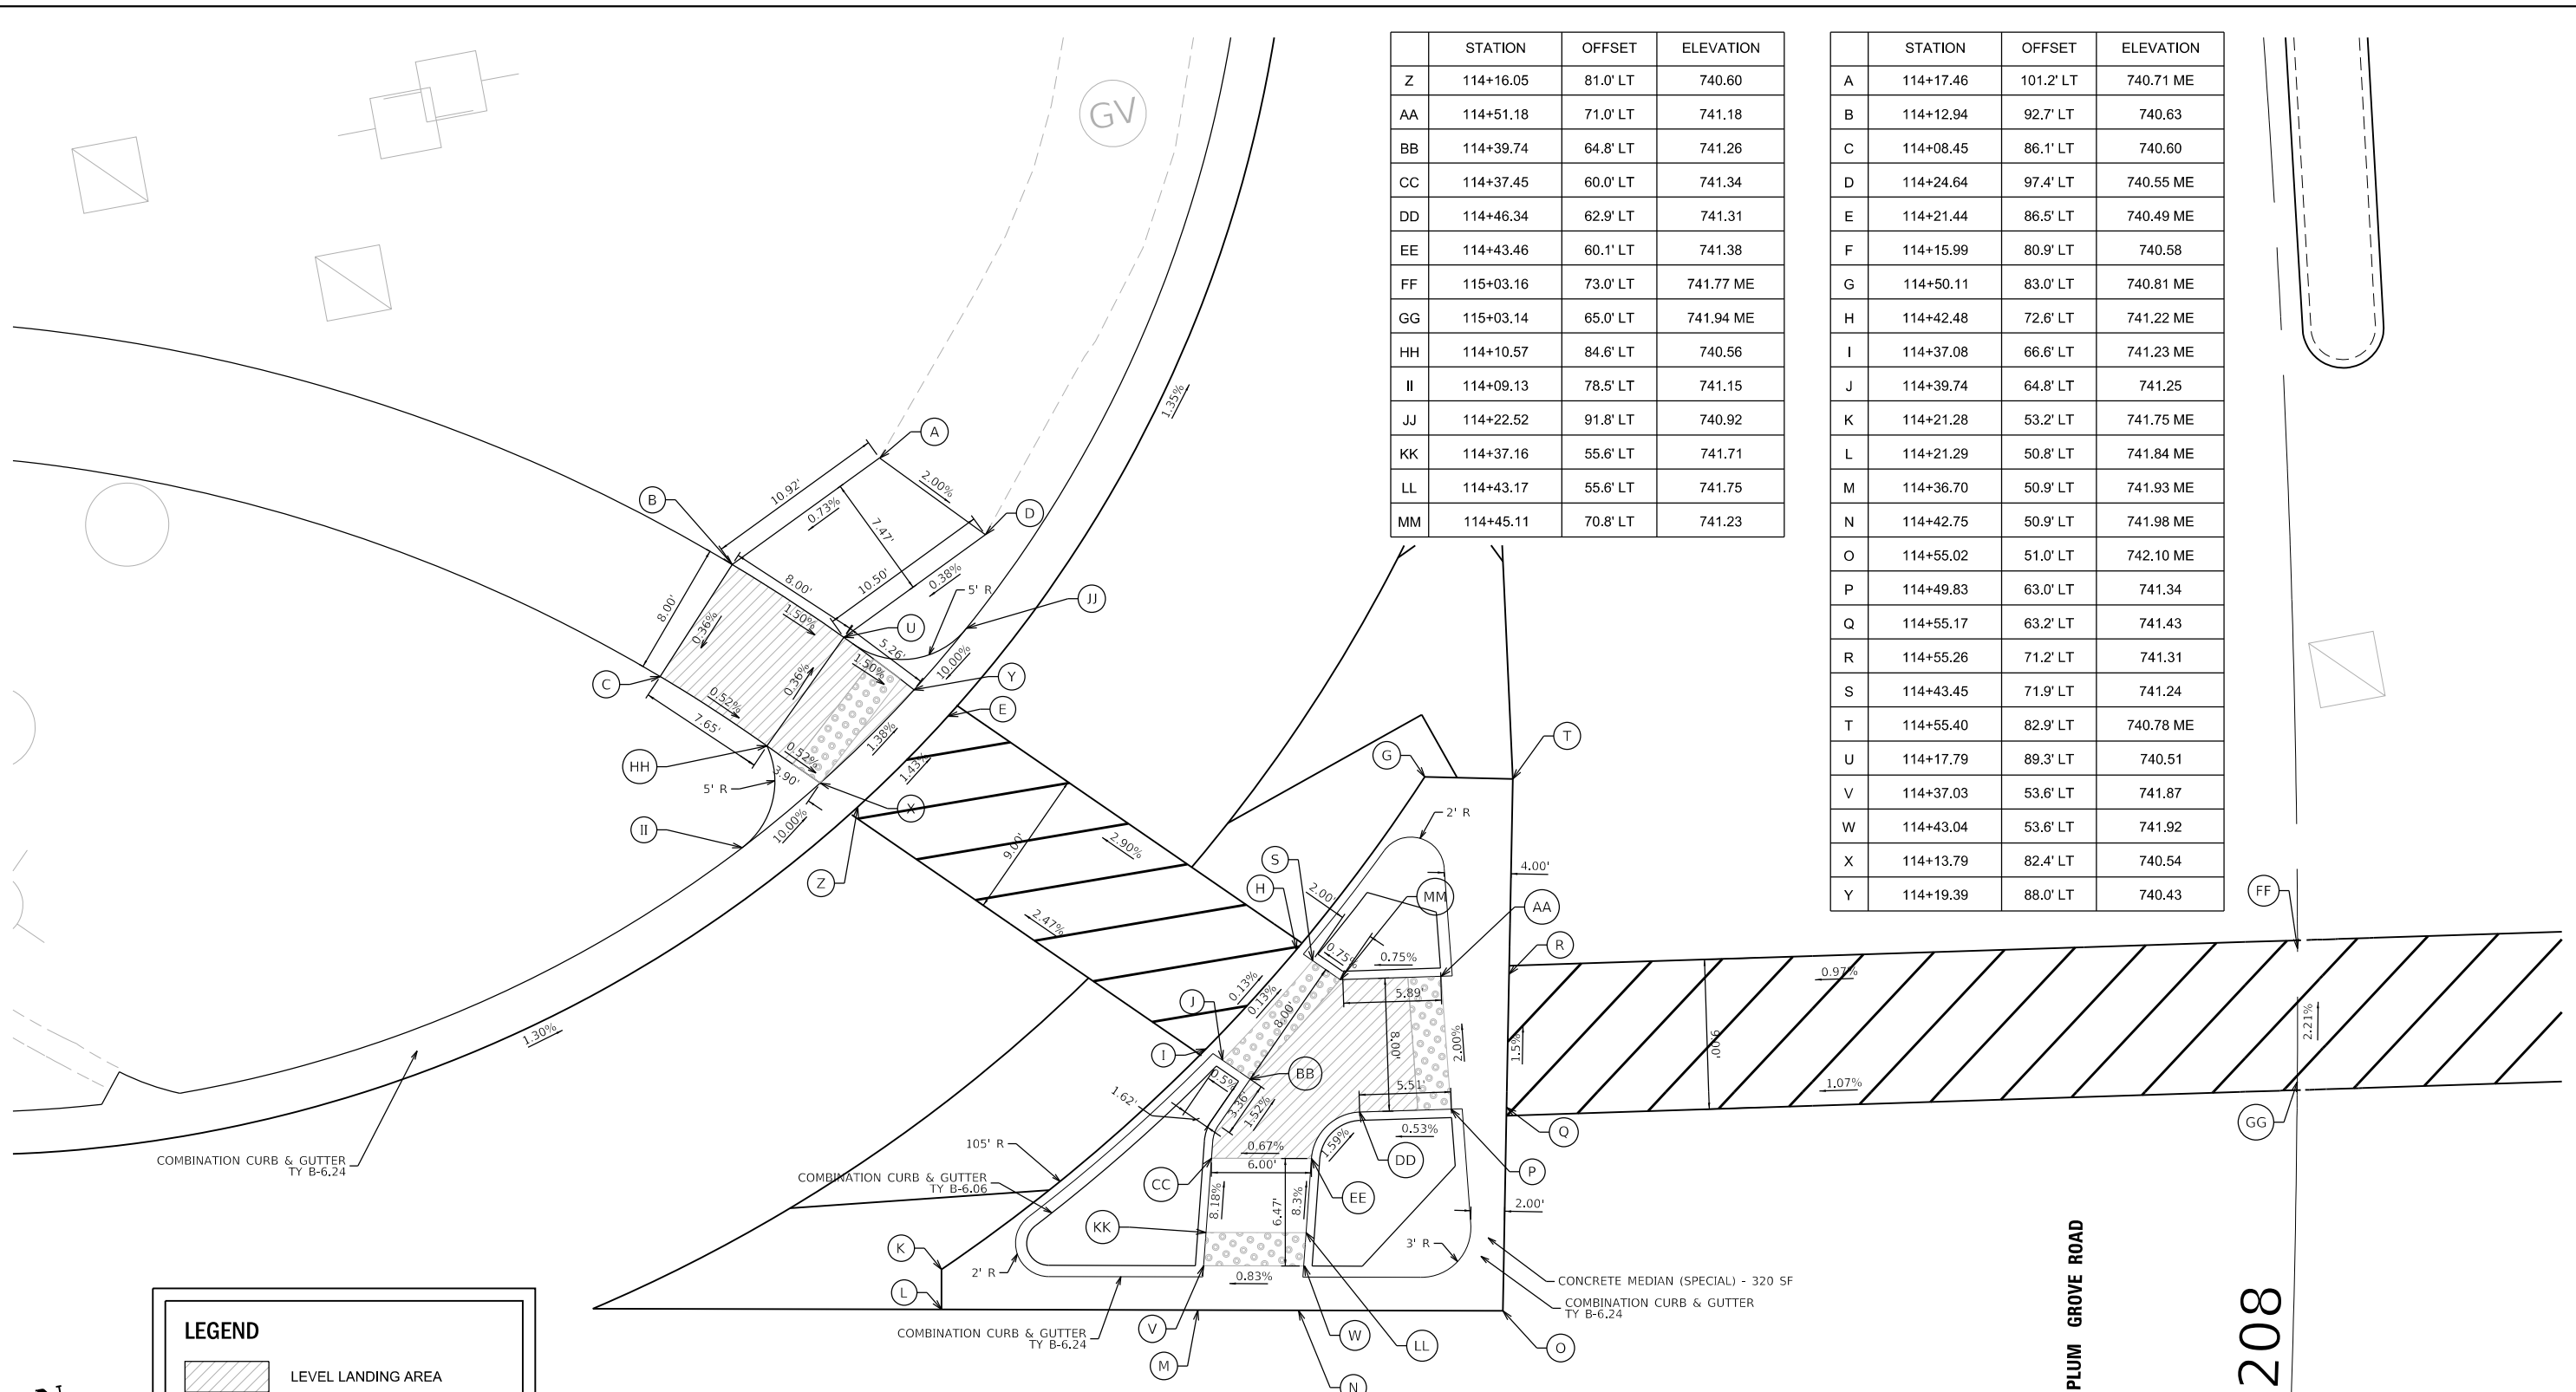 STATION OFFSET ELEVATION
Z 114+16.05 81.0' LT 740.60
AA 114+51.18 71.0' LT 741.18
BB 114+39.74 64.8' LT 741.26
CC 114+37.45 60.0' LT 741.34
DD 114+46.34 62.9' LT 741.31
EE 114+43.46 60.1' LT 741.38
FF 115+03.16 73.0' LT 741.77 ME
GG 115+03.14 65.0' LT 741.94 ME
HH 114+10.57 84.6' LT 740.56
II 114+09.13 78.5' LT 741.15
JJ 114+22.52 91.8' LT 740.92
KK 114+37.16 55.6' LT 741.71
LL 114+43.17 55.6' LT 741.75
MM 114+45.11 70.8' LT 741.23
STATION OFFSET ELEVATION
A 114+17.46 101.2' LT 740.71 ME
B 114+12.94 92.7' LT 740.63
C 114+08.45 86.1' LT 740.60
D 114+24.64 97.4' LT 740.55 ME
E 114+21.44 86.5' LT 740.49 ME
F 114+15.99 80.9' LT 740.58
G 114+50.11 83.0' LT 740.81 ME
H 114+42.48 72.6' LT 741.22 ME
I 114+37.08 66.6' LT 741.23 ME
J 114+39.74 64.8' LT 741.25
K 114+21.28 53.2' LT 741.75 ME
L 114+21.29 50.8' LT 741.84 ME
M 114+36.70 50.9' LT 741.93 ME
N 114+42.75 50.9' LT 741.98 ME
O 114+55.02 51.0' LT 742.10 ME
P 114+49.83 63.0' LT 741.34
Q 114+55.17 63.2' LT 741.43
R 114+55.26 71.2' LT 741.31
S 114+43.45 71.9' LT 741.24
T 114+55.40 82.9' LT 740.78 ME
U 114+17.79 89.3' LT 740.51
V 114+37.03 53.6' LT 741.87
W 114+43.04 53.6' LT 741.92
X 114+13.79 82.4' LT 740.54
Y 114+19.39 88.0' LT 740.43
GV
1.35%
A
10.92'
2.00%
B
0.73%
D
7.47'
8.00'
10.50'
0.38%
5' R
JJ
8.00'
0.36%
1.50%
U
5.26'
1.50%
10.00%
C
0.36%
Y
0.52%
7.65'
E
1.38%
HH
0.52%
3.90'
1.43%
5' R
X
II
10.00%
Z
9.00'
2.90%
2.47%
1.30%
G
T
2' R
S
4.00'
H
2.00'
MM
AA
FF
R
0.75%
0.75%
0.97%
5.89'
0.13%
0.13%
8.00'
J
8.00'
2.00%
1.5%
9.00'
2.21%
I
BB
0.5%
5.51'
1.07%
1.62'
3.36'
1.52%
Q
GG
105' R
0.67%
1.59%
0.53%
DD
P
6.00'
CC
EE
COMBINATION CURB & GUTTER
TY B-6.24
COMBINATION CURB & GUTTER
TY B-6.06
8.18%
6.47'
8.3%
2.00'
KK
K
3' R
2' R
0.83%
L
CONCRETE MEDIAN (SPECIAL) - 320 SF
COMBINATION CURB & GUTTER
TY B-6.24
COMBINATION CURB & GUTTER
TY B-6.24
V
W
LL
O
M
N
PLUM GROVE ROAD
208
LEGEND
LEVEL LANDING AREA